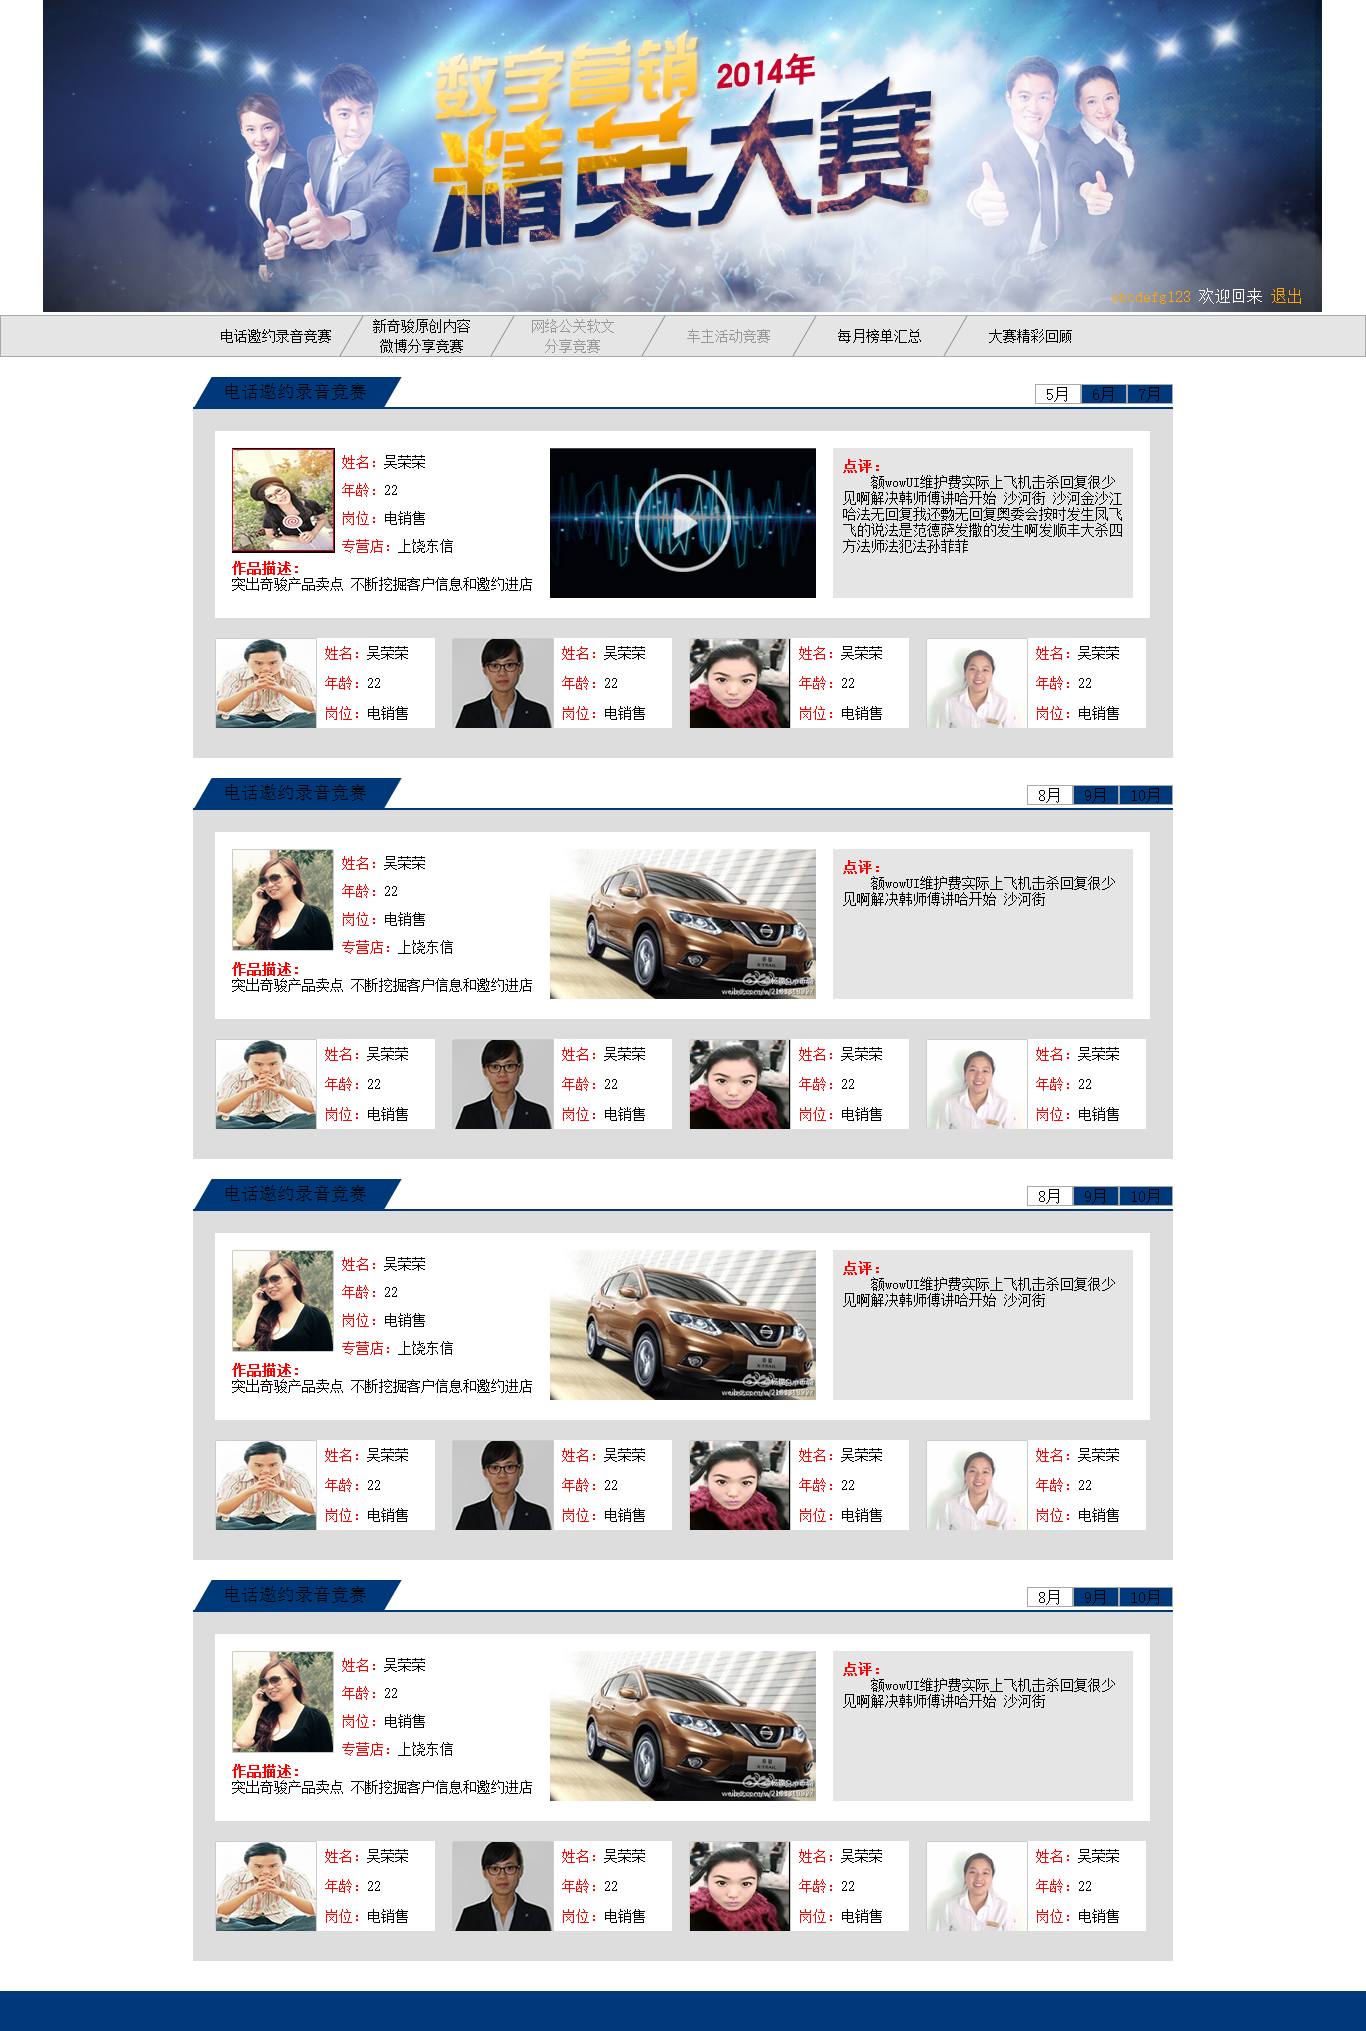 数字营销
2014年
精英大赛
abcdefg123 欢迎回来 退出
电话邀约录音竞赛
新奇骏原创内容
微博分享竞赛
网络公关软文
分享竞赛
车主活动竞赛
每月榜单汇总
大赛精彩回顾
电话邀约录音竞赛
5月 6月 7月
姓名：吴荣荣
年龄：22
岗位：电销售
专营店：上饶东信
作品描述：
突出奇骏产品卖点 不断挖掘客户信息和邀约进店
点评：
额wowUI维护费实际上飞机击杀回复很少
见啊解决韩师傅讲哈开始 沙河街 沙河金沙江
哈法无回复我还勠无回复奥委会按时发生凤飞
飞的说法是范德萨发撒的发生啊发顺丰大杀四
方法师法犯法孙菲菲
姓名：吴荣荣
年龄：22
岗位：电销售
姓名：吴荣荣
年龄：22
岗位：电销售
姓名：吴荣荣
年龄：22
岗位：电销售
姓名：吴荣荣
年龄：22
岗位：电销售
电话邀约录音竞赛
8月 9月 10月
姓名：吴荣荣
年龄：22
岗位：电销售
专营店：上饶东信
作品描述：
突出奇骏产品卖点 不断挖掘客户信息和邀约进店
点评：
额wowUI维护费实际上飞机击杀回复很少
见啊解决韩师傅讲哈开始 沙河街
姓名：吴荣荣
年龄：22
岗位：电销售
姓名：吴荣荣
年龄：22
岗位：电销售
姓名：吴荣荣
年龄：22
岗位：电销售
姓名：吴荣荣
年龄：22
岗位：电销售
电话邀约录音竞赛
8月 9月 10月
姓名：吴荣荣
年龄：22
岗位：电销售
专营店：上饶东信
作品描述：
突出奇骏产品卖点 不断挖掘客户信息和邀约进店
点评：
额wowUI维护费实际上飞机击杀回复很少
见啊解决韩师傅讲哈开始 沙河街
姓名：吴荣荣
年龄：22
岗位：电销售
姓名：吴荣荣
年龄：22
岗位：电销售
姓名：吴荣荣
年龄：22
岗位：电销售
姓名：吴荣荣
年龄：22
岗位：电销售
电话邀约录音竞赛
8月 9月 10月
姓名：吴荣荣
年龄：22
岗位：电销售
专营店：上饶东信
作品描述：
突出奇骏产品卖点 不断挖掘客户信息和邀约进店
点评：
额wowUI维护费实际上飞机击杀回复很少
见啊解决韩师傅讲哈开始 沙河街
姓名：吴荣荣
年龄：22
岗位：电销售
姓名：吴荣荣
年龄：22
岗位：电销售
姓名：吴荣荣
年龄：22
岗位：电销售
姓名：吴荣荣
年龄：22
岗位：电销售